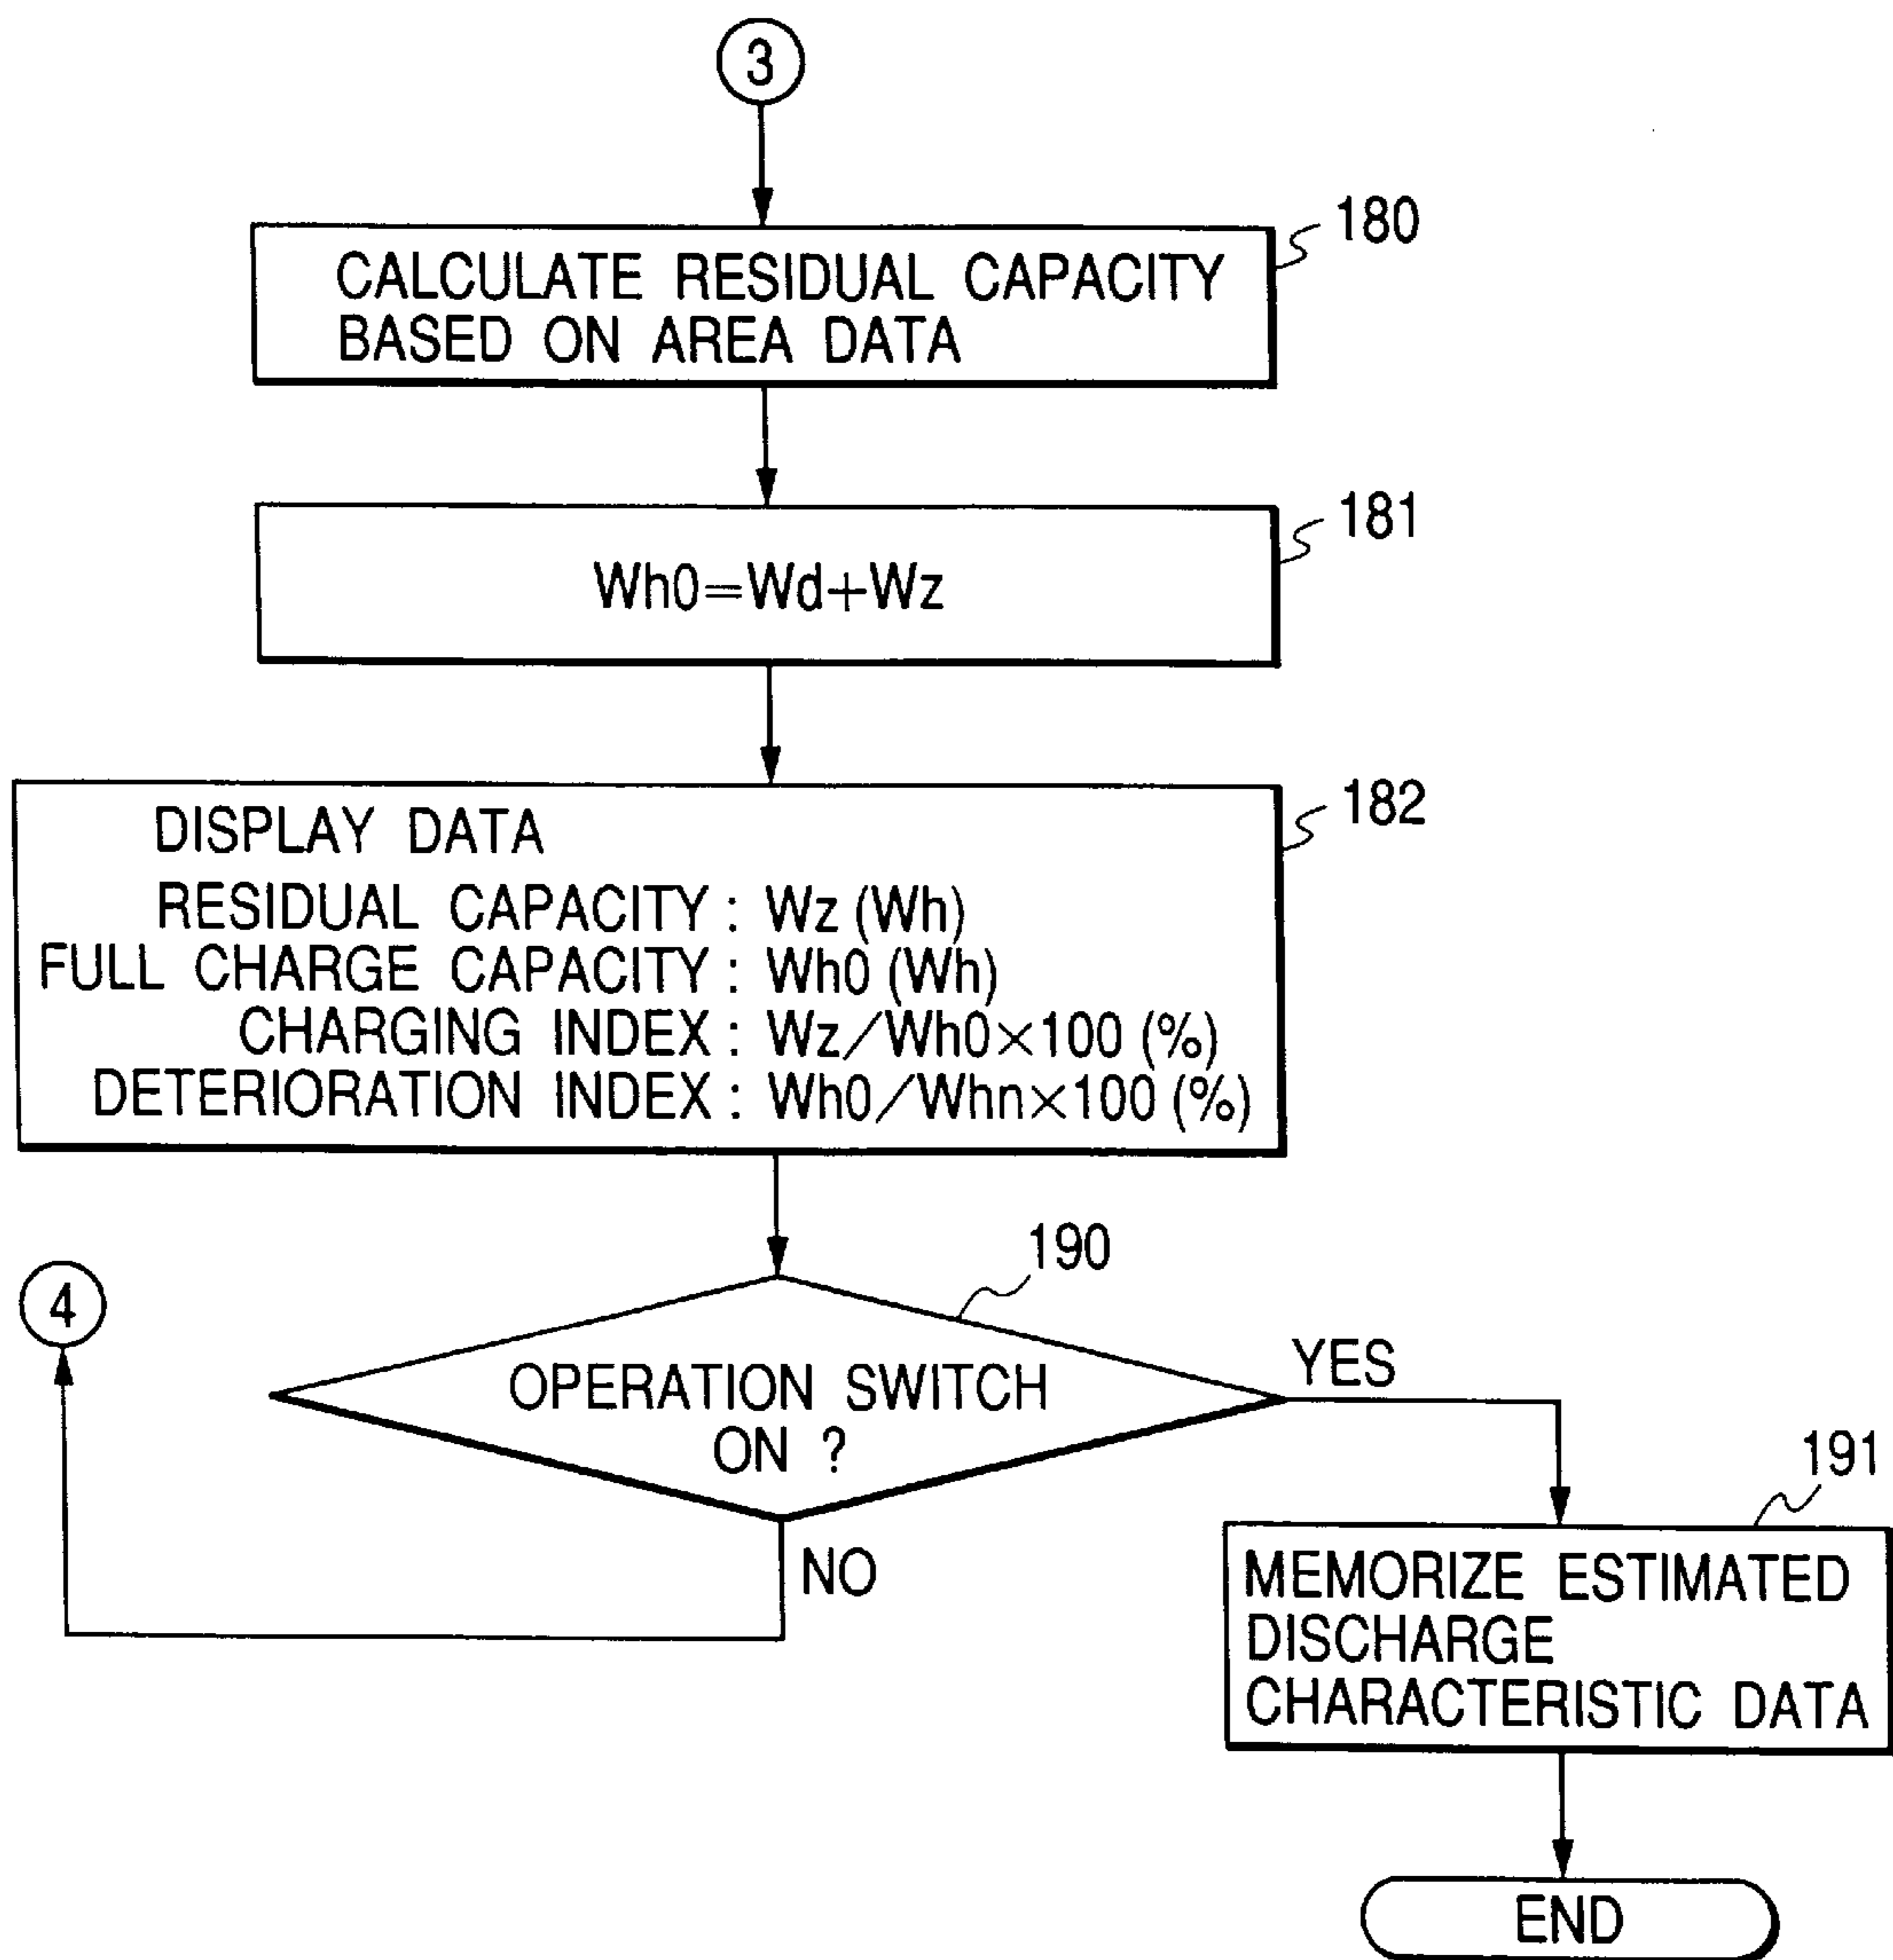 3
180
CALCULATE RESIDUAL CAPACITY
BASED ON AREA DATA
181
Wh0=Wd+Wz
182
DISPLAY DATA
RESIDUAL CAPACITY : Wz (Wh)
FULL CHARGE CAPACITY : Wh0 (Wh)
CHARGING INDEX : Wz/Wh0×100 (%)
DETERIORATION INDEX : Wh0/Whn×100 (%)
190
4
OPERATION SWITCH
ON ?
YES
NO
191
MEMORIZE ESTIMATED
DISCHARGE
CHARACTERISTIC DATA
END